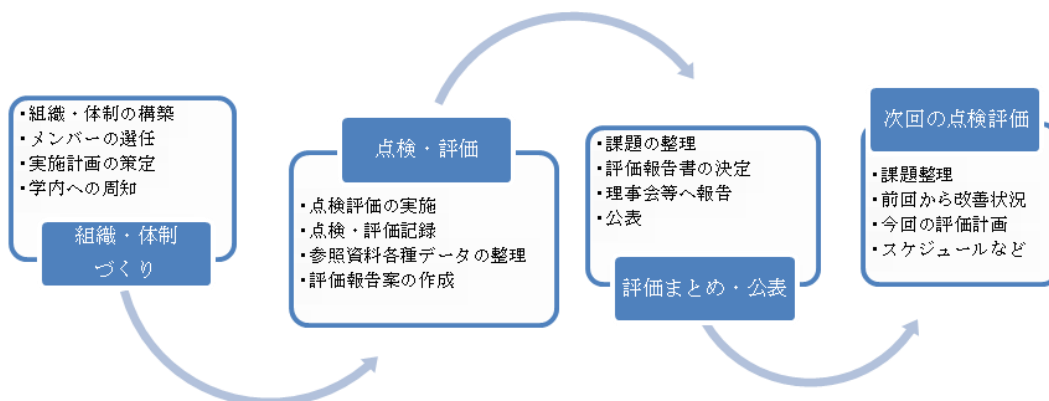 ・組織・体制の構築
・メンバーの選任
・実施計画の策定
・学内への周知
組織・体制
づくり
点検・評価
・点検評価の実施
・点検・評価記録
・参照資料各種データの整理
・評価報告案の作成
・課題の整理
・評価報告書の決定
・理事会等へ報告
・公表
評価まとめ・公表
次回の点検評価
・課題整理
・前回から改善状況
・今回の評価計画
・スケジュールなど